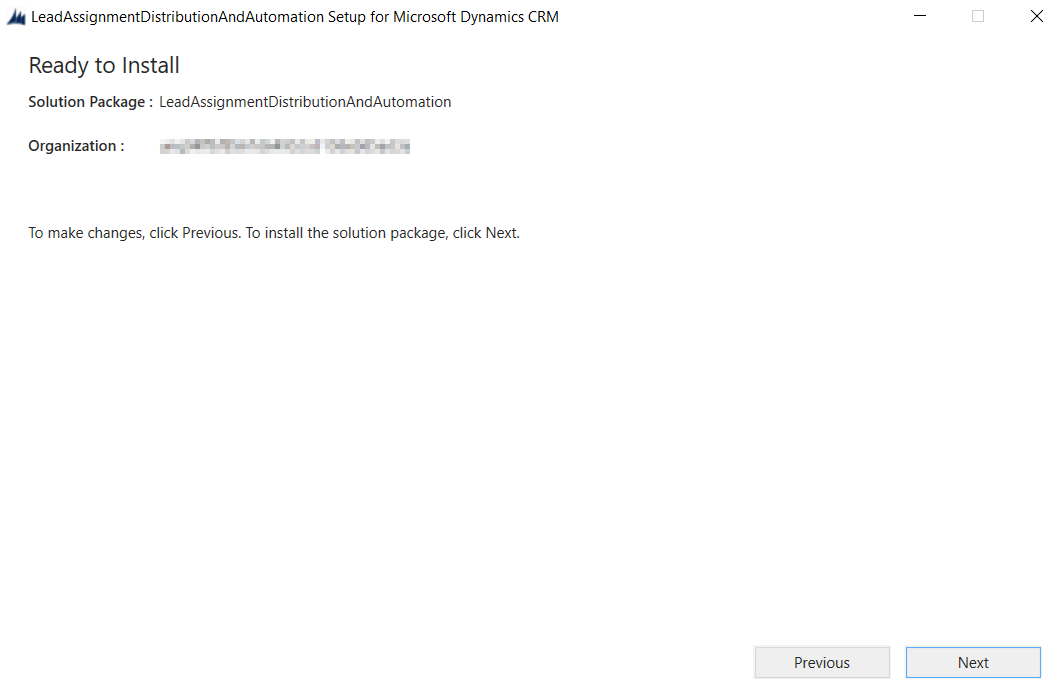 LeadAssignmentDistributionAndAutomation Setup for Microsoft Dynamics CRM
Ready to Install
Solution Package : LeadAssignmentDistributionAndAutomation
Organization :
To make changes, click Previous. To install the solution package, click Next.
Previous Next